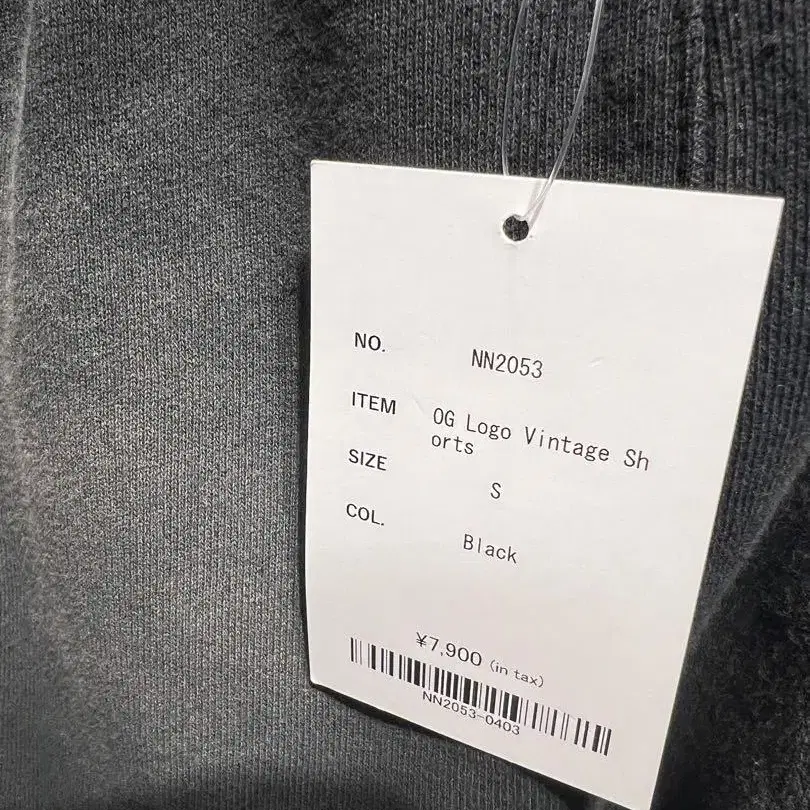 NO. NN2053
ITEM OG Logo Vintage Sh
orts
SIZE S
COL. Black
¥7,900 (in tax)
NN2053-0403